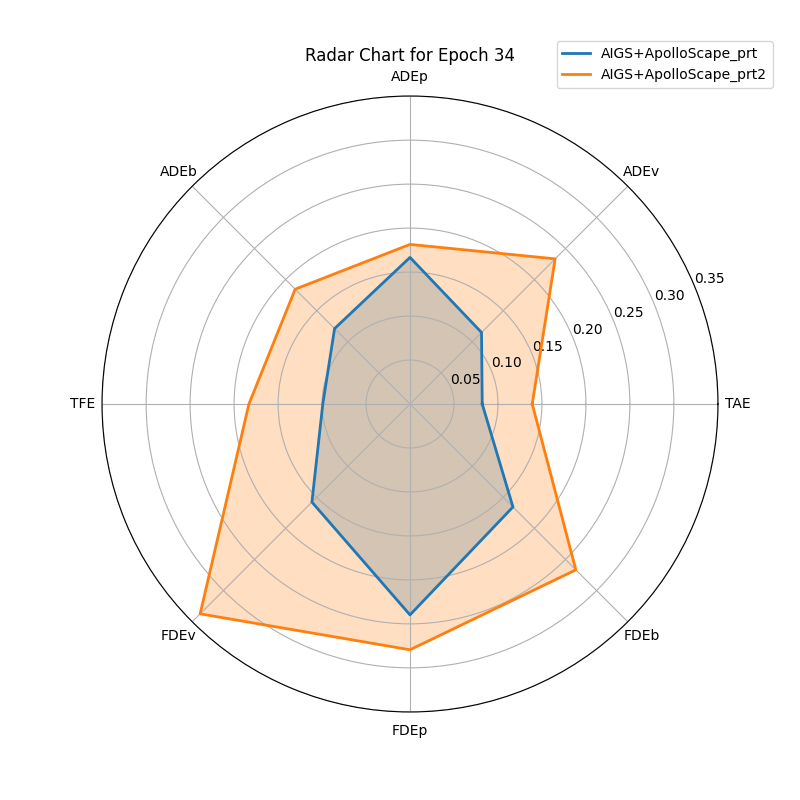 AIGS+ApolloScape_prt
AIGS+ApolloScape_prt2
Radar Chart for Epoch 34
ADEp
ADEb
ADEv
0.35
0.30
0.25
0.20
0.15
0.10
0.05
TFE
TAE
FDEv
FDEb
FDEp